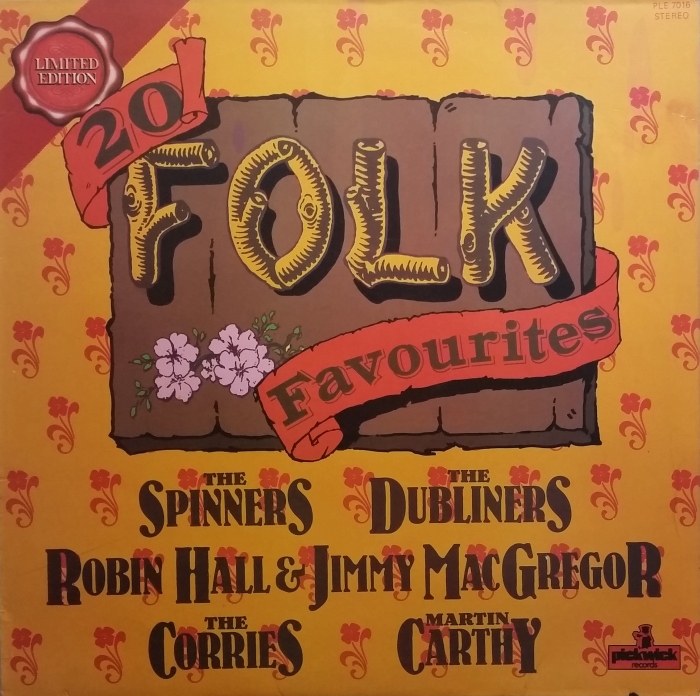 PLE 7016
STEREO
LIMITED
EDITION
20
FOLK
Favourites
THE SPINNERS
THE DUBLINERS
ROBIN HALL & JIMMY MACGREGOR
THE CORRIES
MARTIN CARTHY
pickwick
records